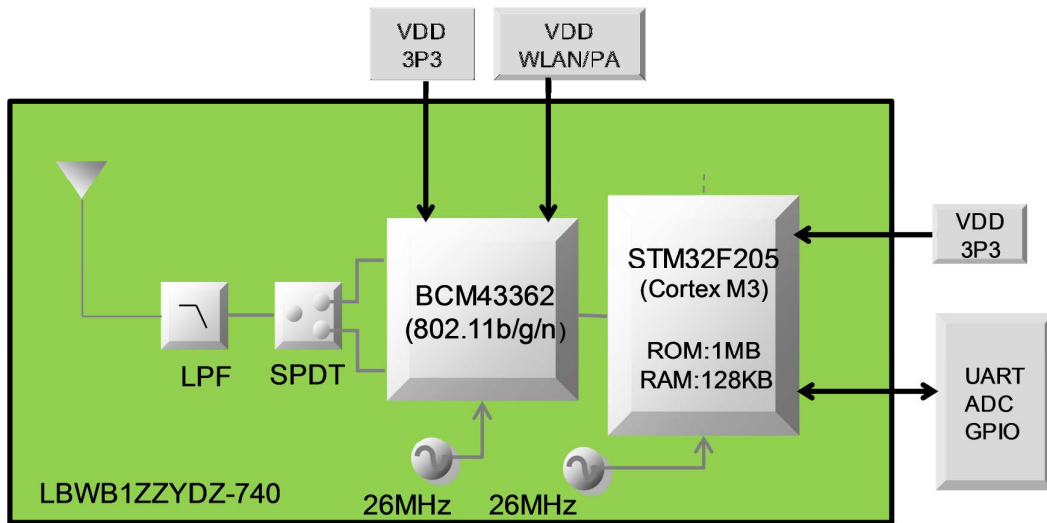 VDD
3P3
VDD
WLAN/PA
STM32F205
(Cortex M3)
ROM:1MB
RAM:128KB
VDD
3P3
BCM43362
(802.11b/g/n)
LPF
SPDT
UART
ADC
GPIO
26MHz
26MHz
LBWB1ZZYDZ-740